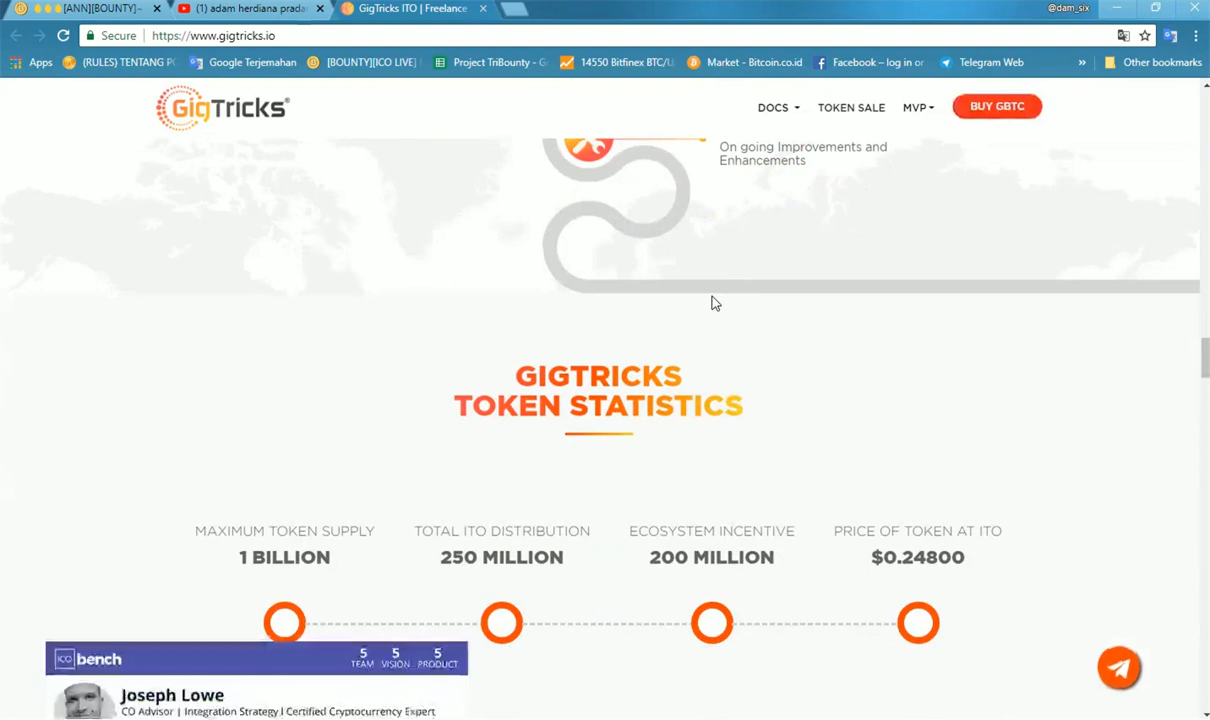 [ANN][BOUNTY]~
(1) adam herdiana prada
GigTricks ITO | Freelance
@dam_six
Secure
https://www.gigtricks.io
Apps
(RULES) TENTANG PO
Google Terjemahan
[BOUNTY][ICO LIVE]
Project TriBounty - G
14550 Bitfinex BTC/U
Market - Bitcoin.co.id
Facebook – log in or
Telegram Web
»
Other bookmarks
GigTricks®
DOCS
TOKEN SALE
MVP
BUY GBTC
On going Improvements and
Enhancements
GIGTRICKS
TOKEN STATISTICS
MAXIMUM TOKEN SUPPLY
1 BILLION
TOTAL ITO DISTRIBUTION
250 MILLION
ECOSYSTEM INCENTIVE
200 MILLION
PRICE OF TOKEN AT ITO
$0.24800
ICO bench
5 5 5
TEAM VISION PRODUCT
Joseph Lowe
CO Advisor | Integration Strategy | Certified Cryptocurrency Expert